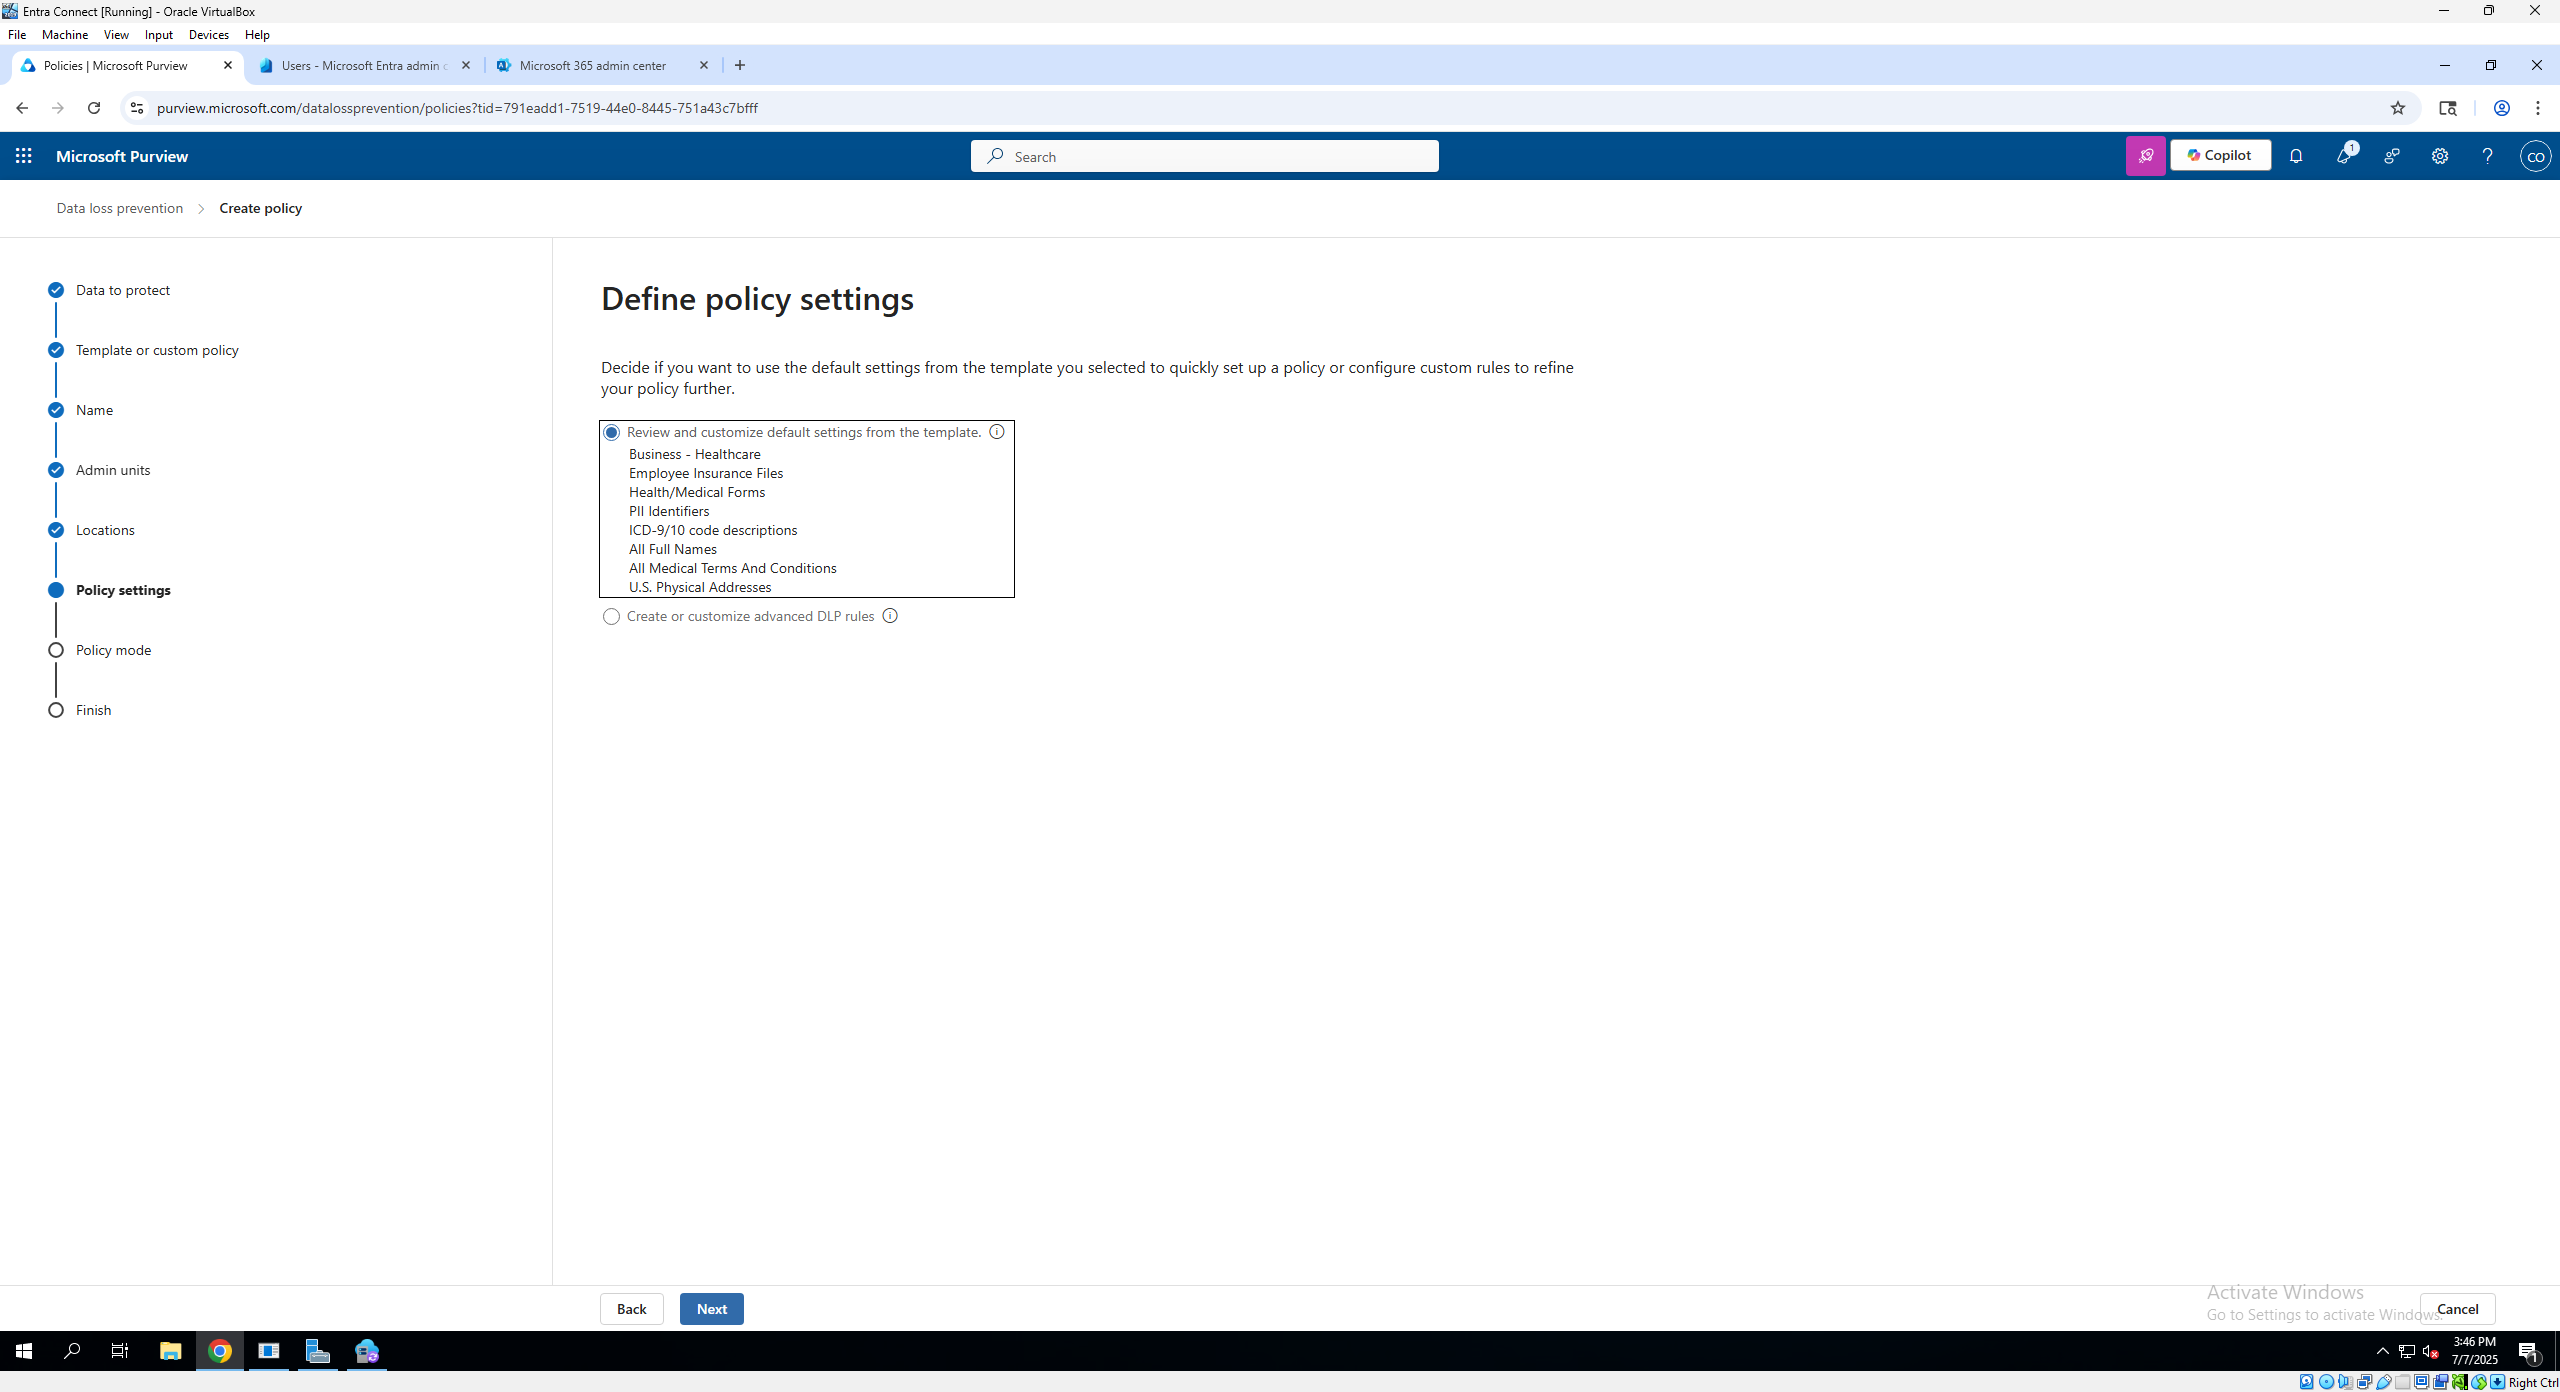 Entra Connect [Running] - Oracle VirtualBox
File Machine View Input Devices Help
Policies | Microsoft Purview
Users - Microsoft Entra admin c
Microsoft 365 admin center
purview.microsoft.com/datalossprevention/policies?tid=791eadd1-7519-44e0-8445-751a43c7bfff
Microsoft Purview
Search
Copilot
1
CO
Data loss prevention > Create policy
Data to protect
Template or custom policy
Name
Admin units
Locations
Policy settings
Policy mode
Finish
Define policy settings
Decide if you want to use the default settings from the template you selected to quickly set up a policy or configure custom rules to refine
your policy further.
Review and customize default settings from the template.
Business - Healthcare
Employee Insurance Files
Health/Medical Forms
PII Identifiers
ICD-9/10 code descriptions
All Full Names
All Medical Terms And Conditions
U.S. Physical Addresses
Create or customize advanced DLP rules
Back
Next
Activate Windows
Go to Settings to activate Windows.
Cancel
3:46 PM
7/7/2025
1
Right Ctrl